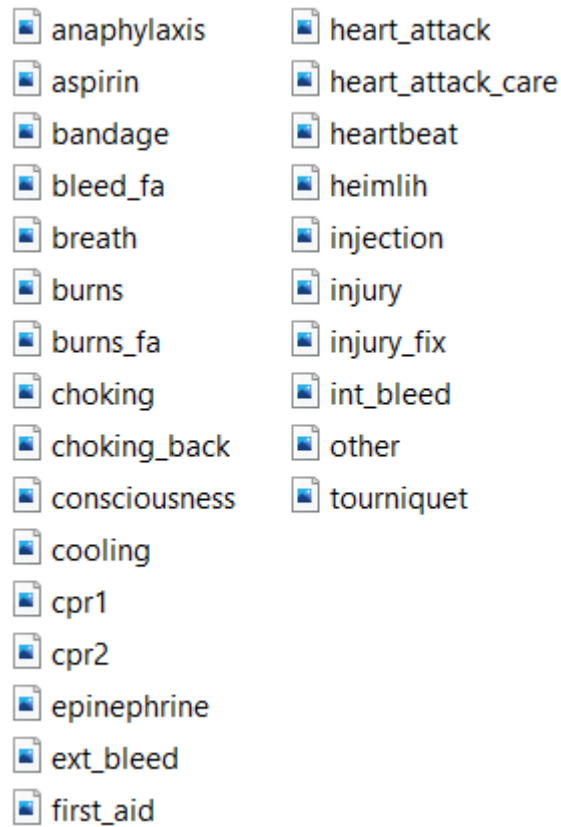 anaphylaxis
aspirin
bandage
bleed_fa
breath
burns
burns_fa
choking
choking_back
consciousness
cooling
cpr1
cpr2
epinephrine
ext_bleed
first_aid
heart_attack
heart_attack_care
heartbeat
heimlih
injection
injury
injury_fix
int_bleed
other
tourniquet